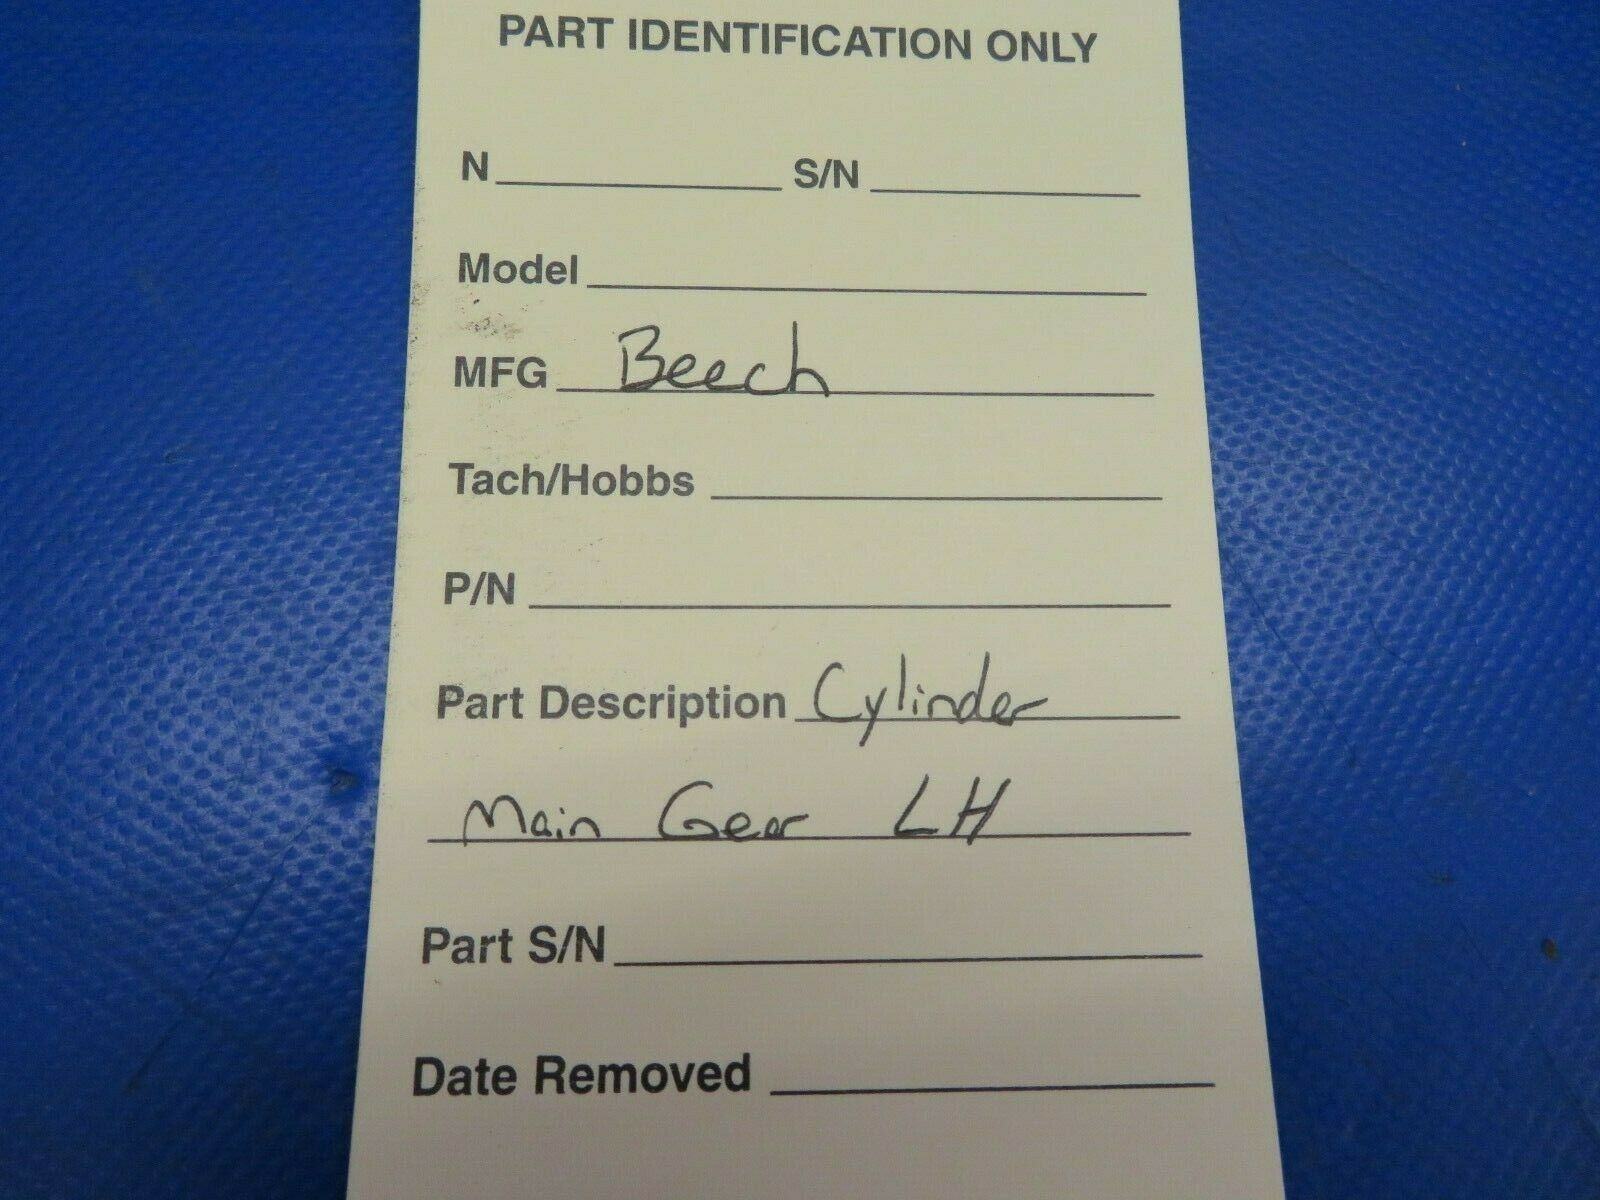 PART IDENTIFICATION ONLY
N S/N
Model
MFG Beech
Tach/Hobbs
P/N
Part Description Cylinder
Main Gear LH
Part S/N
Date Removed